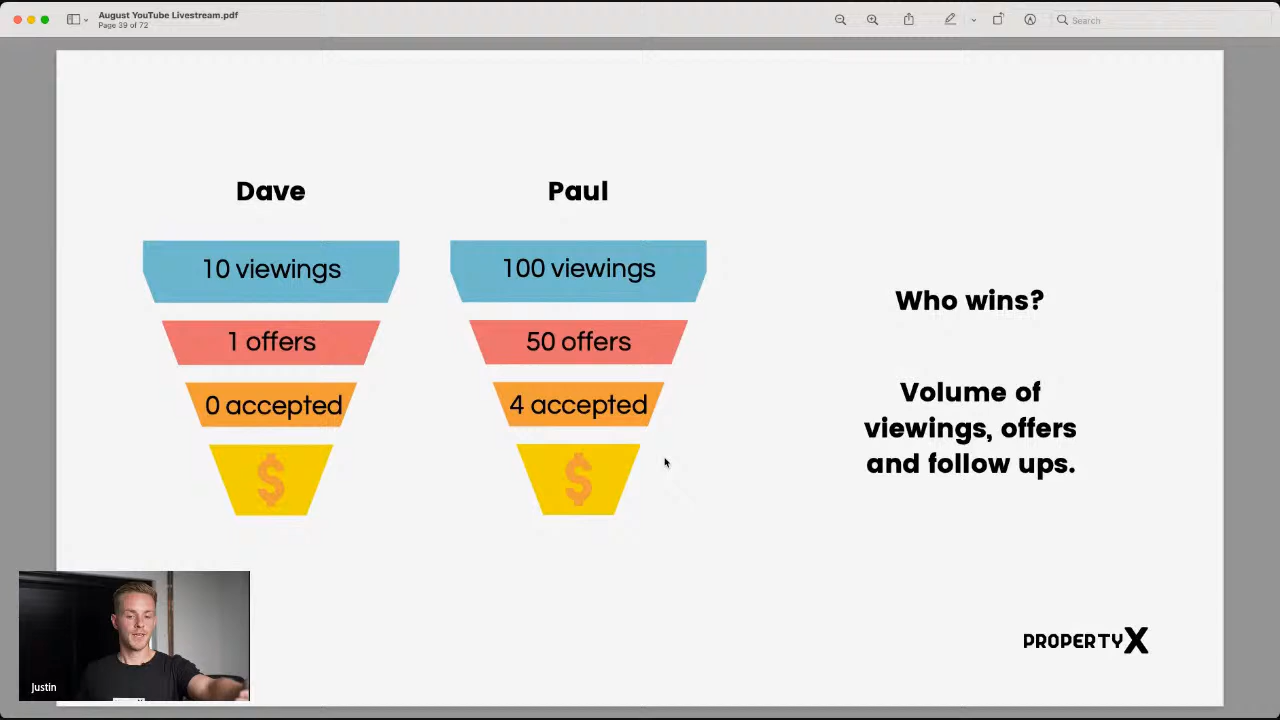 August YouTube Livestream.pdf
Page 39 of 72
Search
Dave
Paul
10 viewings
100 viewings
1 offers
50 offers
0 accepted
4 accepted
$
$
Who wins?
Volume of
viewings, offers
and follow ups.
PROPERTYX
Justin